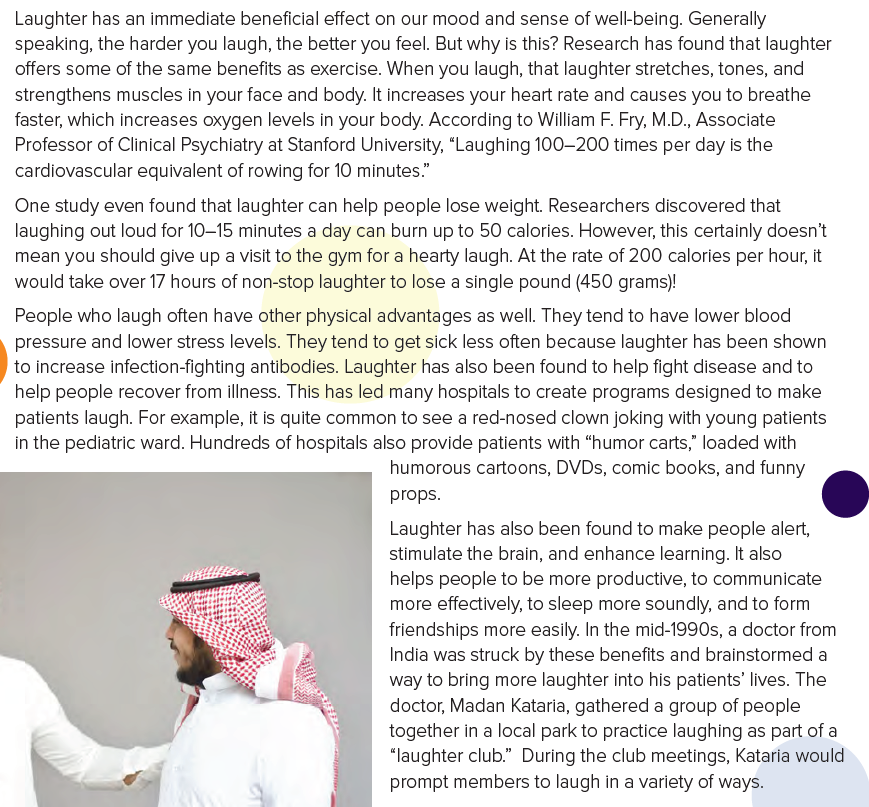 Laughter has an immediate beneficial effect on our mood and sense of well-being. Generally
speaking, the harder you laugh, the better you feel. But why is this? Research has found that laughter
offers some of the same benefits as exercise. When you laugh, that laughter stretches, tones, and
strengthens muscles in your face and body. It increases your heart rate and causes you to breathe
faster, which increases oxygen levels in your body. According to William F. Fry, M.D., Associate
Professor of Clinical Psychiatry at Stanford University, “Laughing 100–200 times per day is the
cardiovascular equivalent of rowing for 10 minutes.”
One study even found that laughter can help people lose weight. Researchers discovered that
laughing out loud for 10–15 minutes a day can burn up to 50 calories. However, this certainly doesn’t
mean you should give up a visit to the gym for a hearty laugh. At the rate of 200 calories per hour, it
would take over 17 hours of non-stop laughter to lose a single pound (450 grams)!
People who laugh often have other physical advantages as well. They tend to have lower blood
pressure and lower stress levels. They tend to get sick less often because laughter has been shown
to increase infection-fighting antibodies. Laughter has also been found to help fight disease and to
help people recover from illness. This has led many hospitals to create programs designed to make
patients laugh. For example, it is quite common to see a red-nosed clown joking with young patients
in the pediatric ward. Hundreds of hospitals also provide patients with “humor carts,” loaded with
humorous cartoons, DVDs, comic books, and funny
props.
Laughter has also been found to make people alert,
stimulate the brain, and enhance learning. It also
helps people to be more productive, to communicate
more effectively, to sleep more soundly, and to form
friendships more easily. In the mid-1990s, a doctor from
India was struck by these benefits and brainstormed a
way to bring more laughter into his patients’ lives. The
doctor, Madan Kataria, gathered a group of people
together in a local park to practice laughing as part of a
“laughter club.”  During the club meetings, Kataria would
prompt members to laugh in a variety of ways.